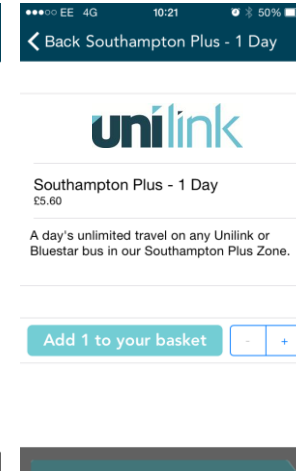 EE 4G 10:21 50%
Back Southampton Plus - 1 Day
unilink
Southampton Plus - 1 Day
£5.60
A day's unlimited travel on any Unilink or
Bluestar bus in our Southampton Plus Zone.
Add 1 to your basket - +